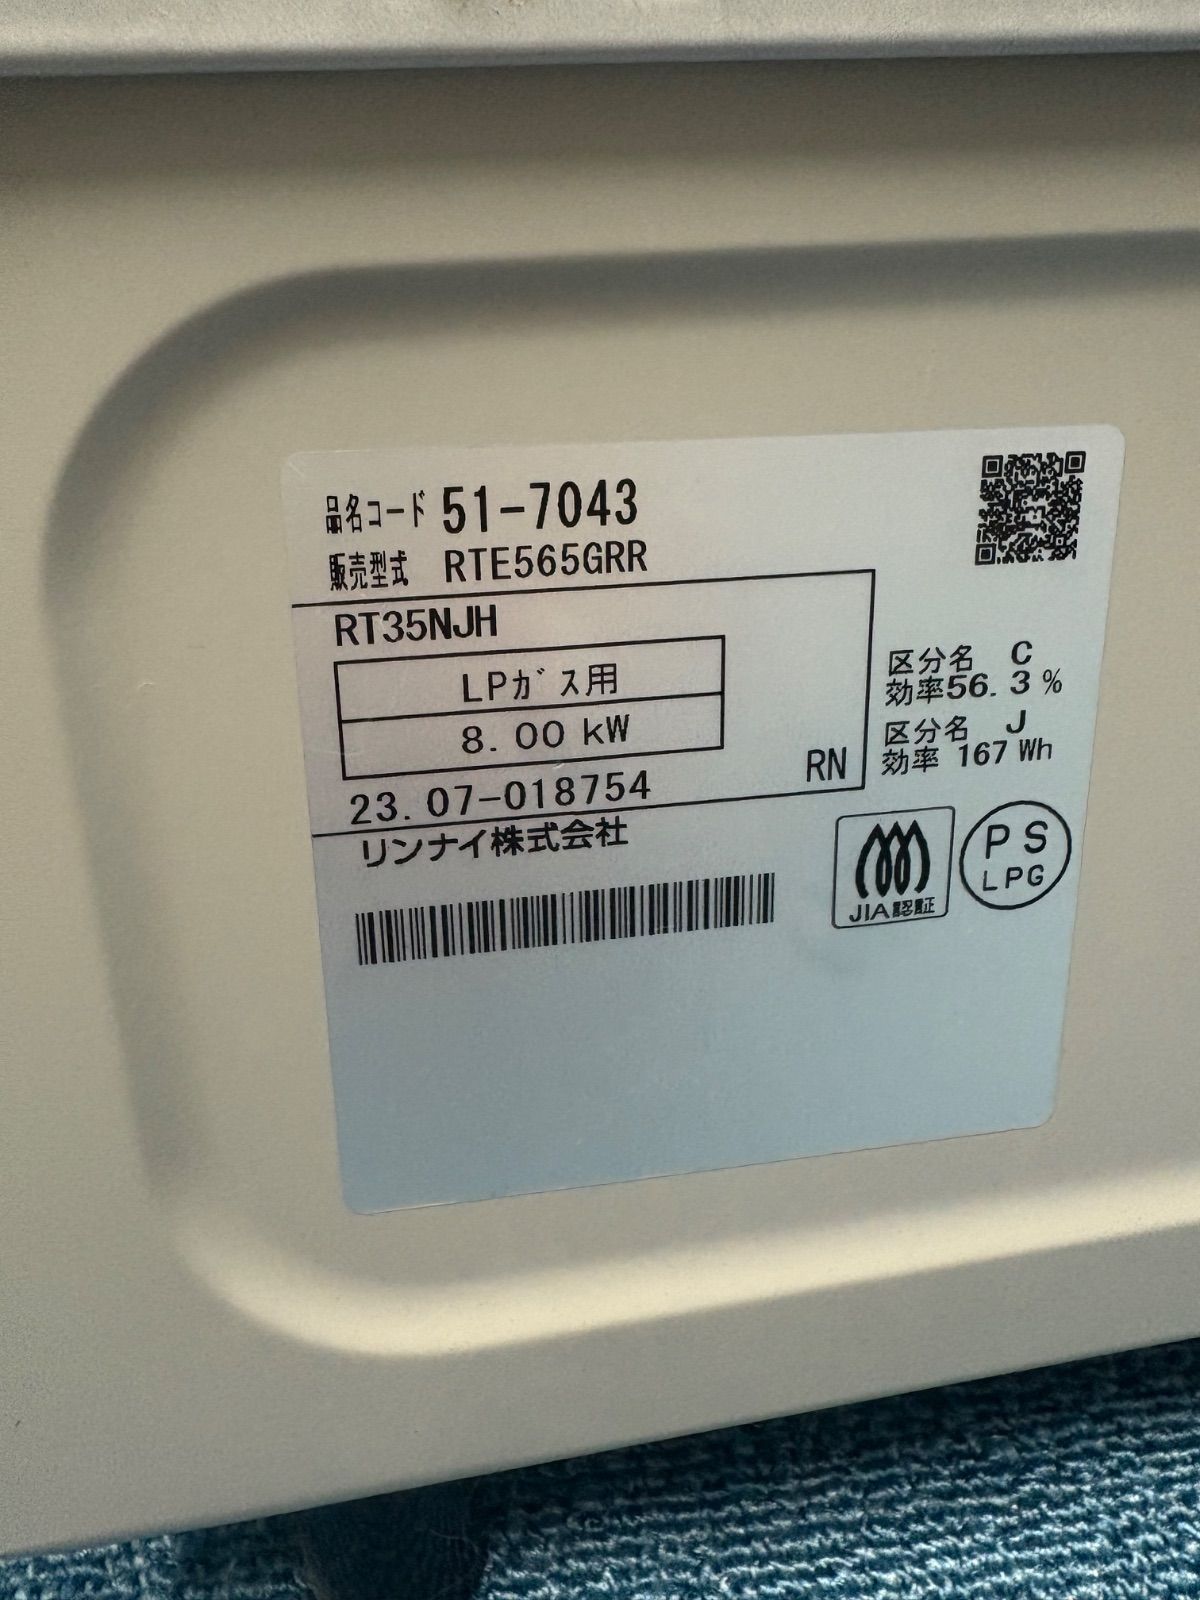 品名コード 51-7043
販売型式 RTE565GRR
RT35NJH
LPガス用
8.00 kW
RN
23.07-018754
リンナイ株式会社
区分名 C
効率56.3 %
区分名 J
効率 167 Wh
JIA認証
PS
LPG